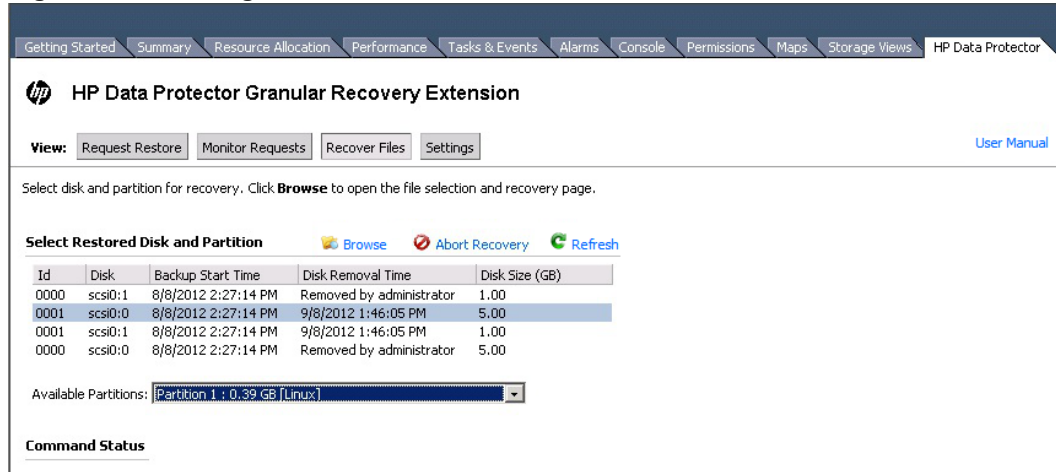 Getting Started Summary Resource Allocation Performance Tasks & Events Alarms Console Permissions Maps Storage Views HP Data Protector
hp HP Data Protector Granular Recovery Extension
View: Request Restore Monitor Requests Recover Files Settings User Manual
Select disk and partition for recovery. Click Browse to open the file selection and recovery page.
Select Restored Disk and Partition Browse Abort Recovery Refresh
Id Disk Backup Start Time Disk Removal Time Disk Size (GB)
0000 scsi0:1 8/8/2012 2:27:14 PM Removed by administrator 1.00
0001 scsi0:0 8/8/2012 2:27:14 PM 9/8/2012 1:46:05 PM 5.00
0001 scsi0:1 8/8/2012 2:27:14 PM 9/8/2012 1:46:05 PM 1.00
0000 scsi0:0 8/8/2012 2:27:14 PM Removed by administrator 5.00
Available Partitions: Partition 1 : 0.39 GB [Linux]
Command Status